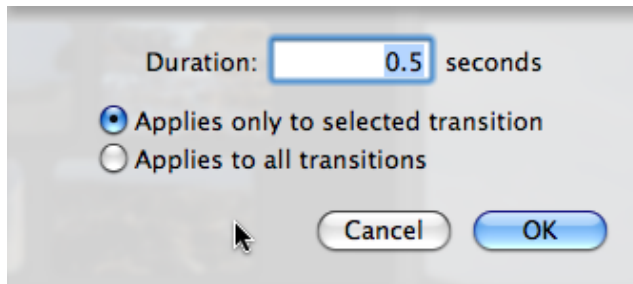 Duration: 0.5 seconds
Applies only to selected transition
Applies to all transitions
Cancel OK